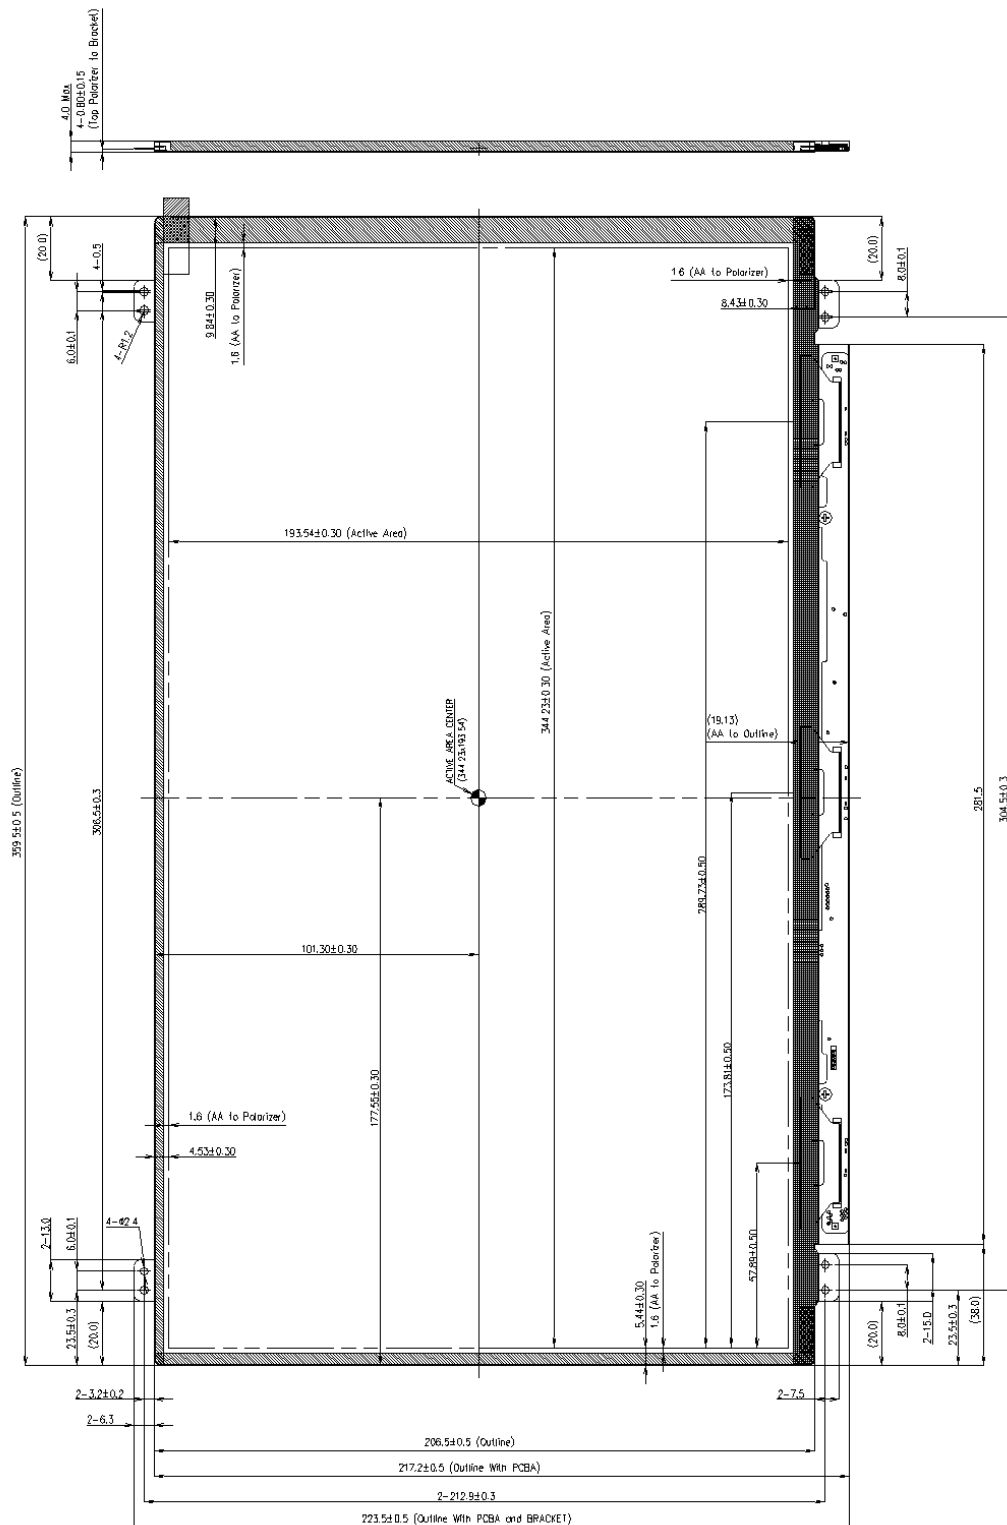 4.0 Max
4-0.80±0.15
(Top Polarizer to Bracket)
(20.0)
4-0.5
6.0±0.1
4-R1.2
9.84±0.30
1.6 (AA to Polarizer)
1.6 (AA to Polarizer)
8.43±0.30
(20.0)
8.0±0.1
193.54±0.30 (Active Area)
344.23±0.30 (Active Area)
ACTIVE AREA CENTER
(344.23x193.54)
(19.13)
(AA to Outline)
359.5±0.5 (Outline)
306.5±0.3
281.5
304.5±0.3
289.73±0.50
101.30±0.30
177.55±0.30
173.81±0.50
1.6 (AA to Polarizer)
4.53±0.30
57.89±0.50
2-13.0
6.0±0.1
4-Φ2.4
23.5±0.3
(20.0)
5.44±0.30
1.6 (AA to Polarizer)
(20.0)
8.0±0.1
2-15.0
23.5±0.3
(38.0)
2-3.2±0.2
2-7.5
2-6.3
206.5±0.5 (Outline)
217.2±0.5 (Outline With PCBA)
2-212.9±0.3
223.5±0.5 (Outline With PCBA and BRACKET)